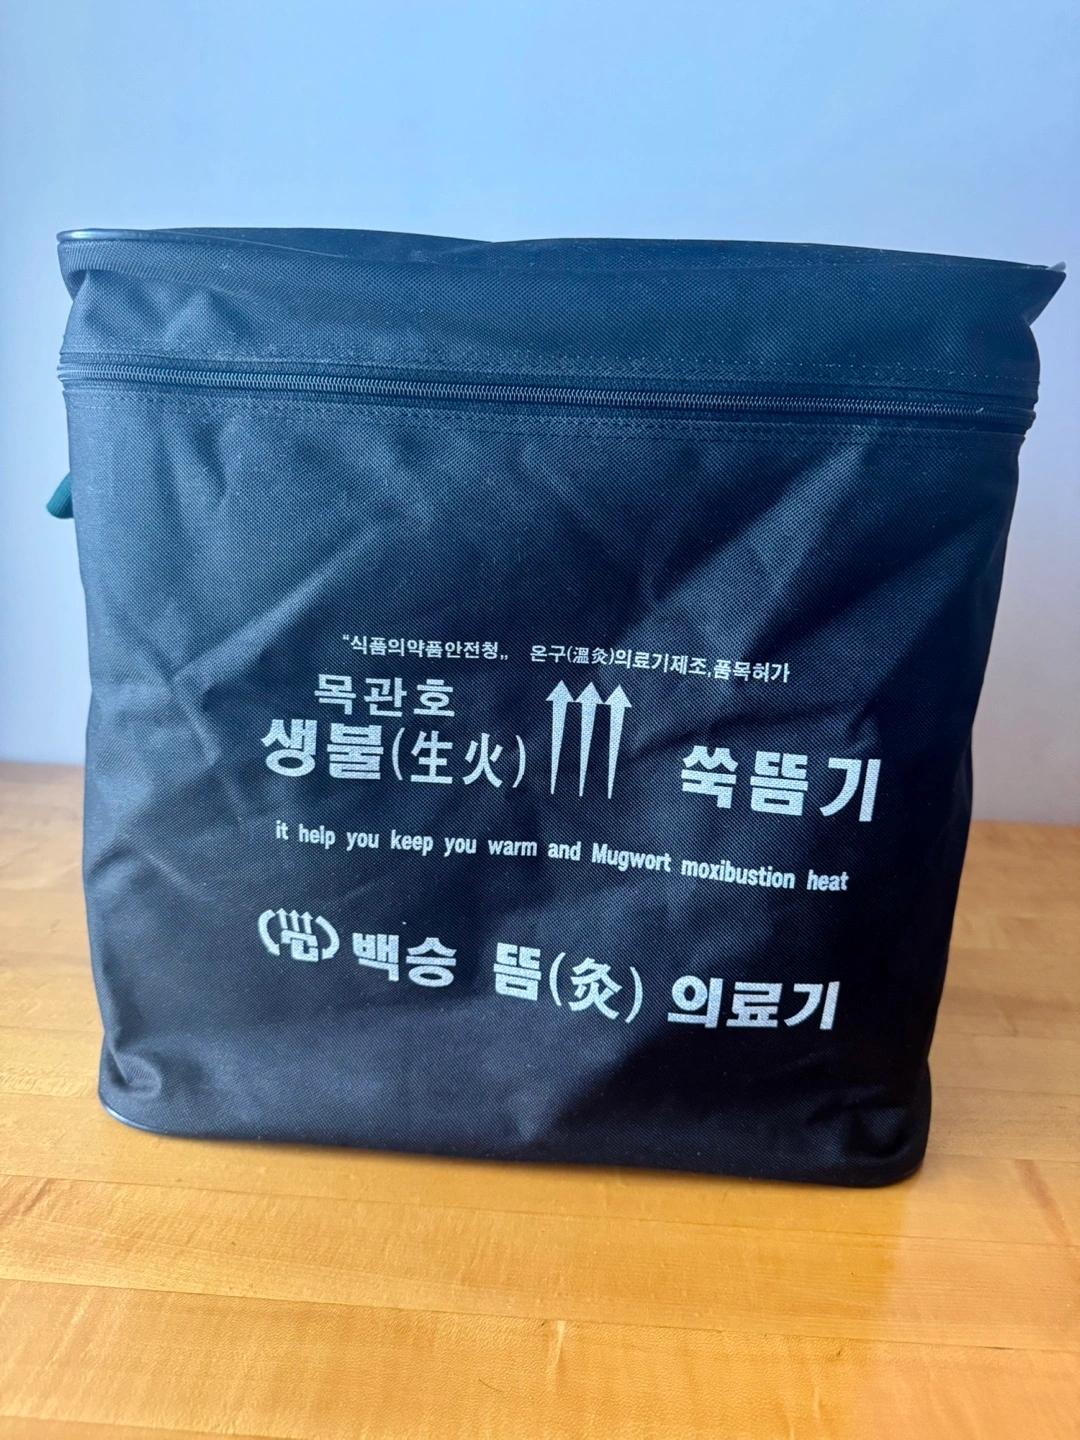 "식품의약품안전청„ 온구(溫灸)의료기제조,품목허가
목관호
생불(生火) 쑥뜸기
it help you keep you warm and Mugwort moxibustion heat
백승 뜸(灸) 의료기